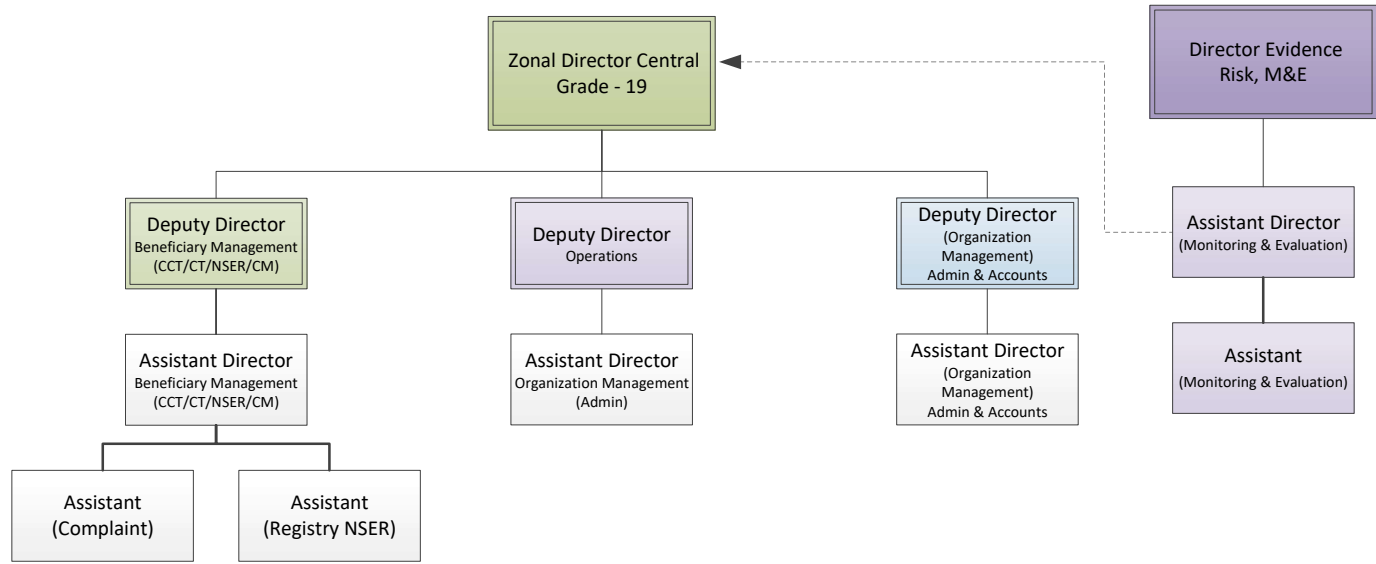 Zonal Director Central
Grade - 19
Director Evidence
Risk, M&E
Deputy Director
Beneficiary Management
(CCT/CT/NSER/CM)
Deputy Director
Operations
Deputy Director
(Organization
Management)
Admin & Accounts
Assistant Director
(Monitoring & Evaluation)
Assistant Director
Beneficiary Management
(CCT/CT/NSER/CM)
Assistant Director
Organization Management
(Admin)
Assistant Director
(Organization
Management)
Admin & Accounts
Assistant
(Monitoring & Evaluation)
Assistant
(Complaint)
Assistant
(Registry NSER)